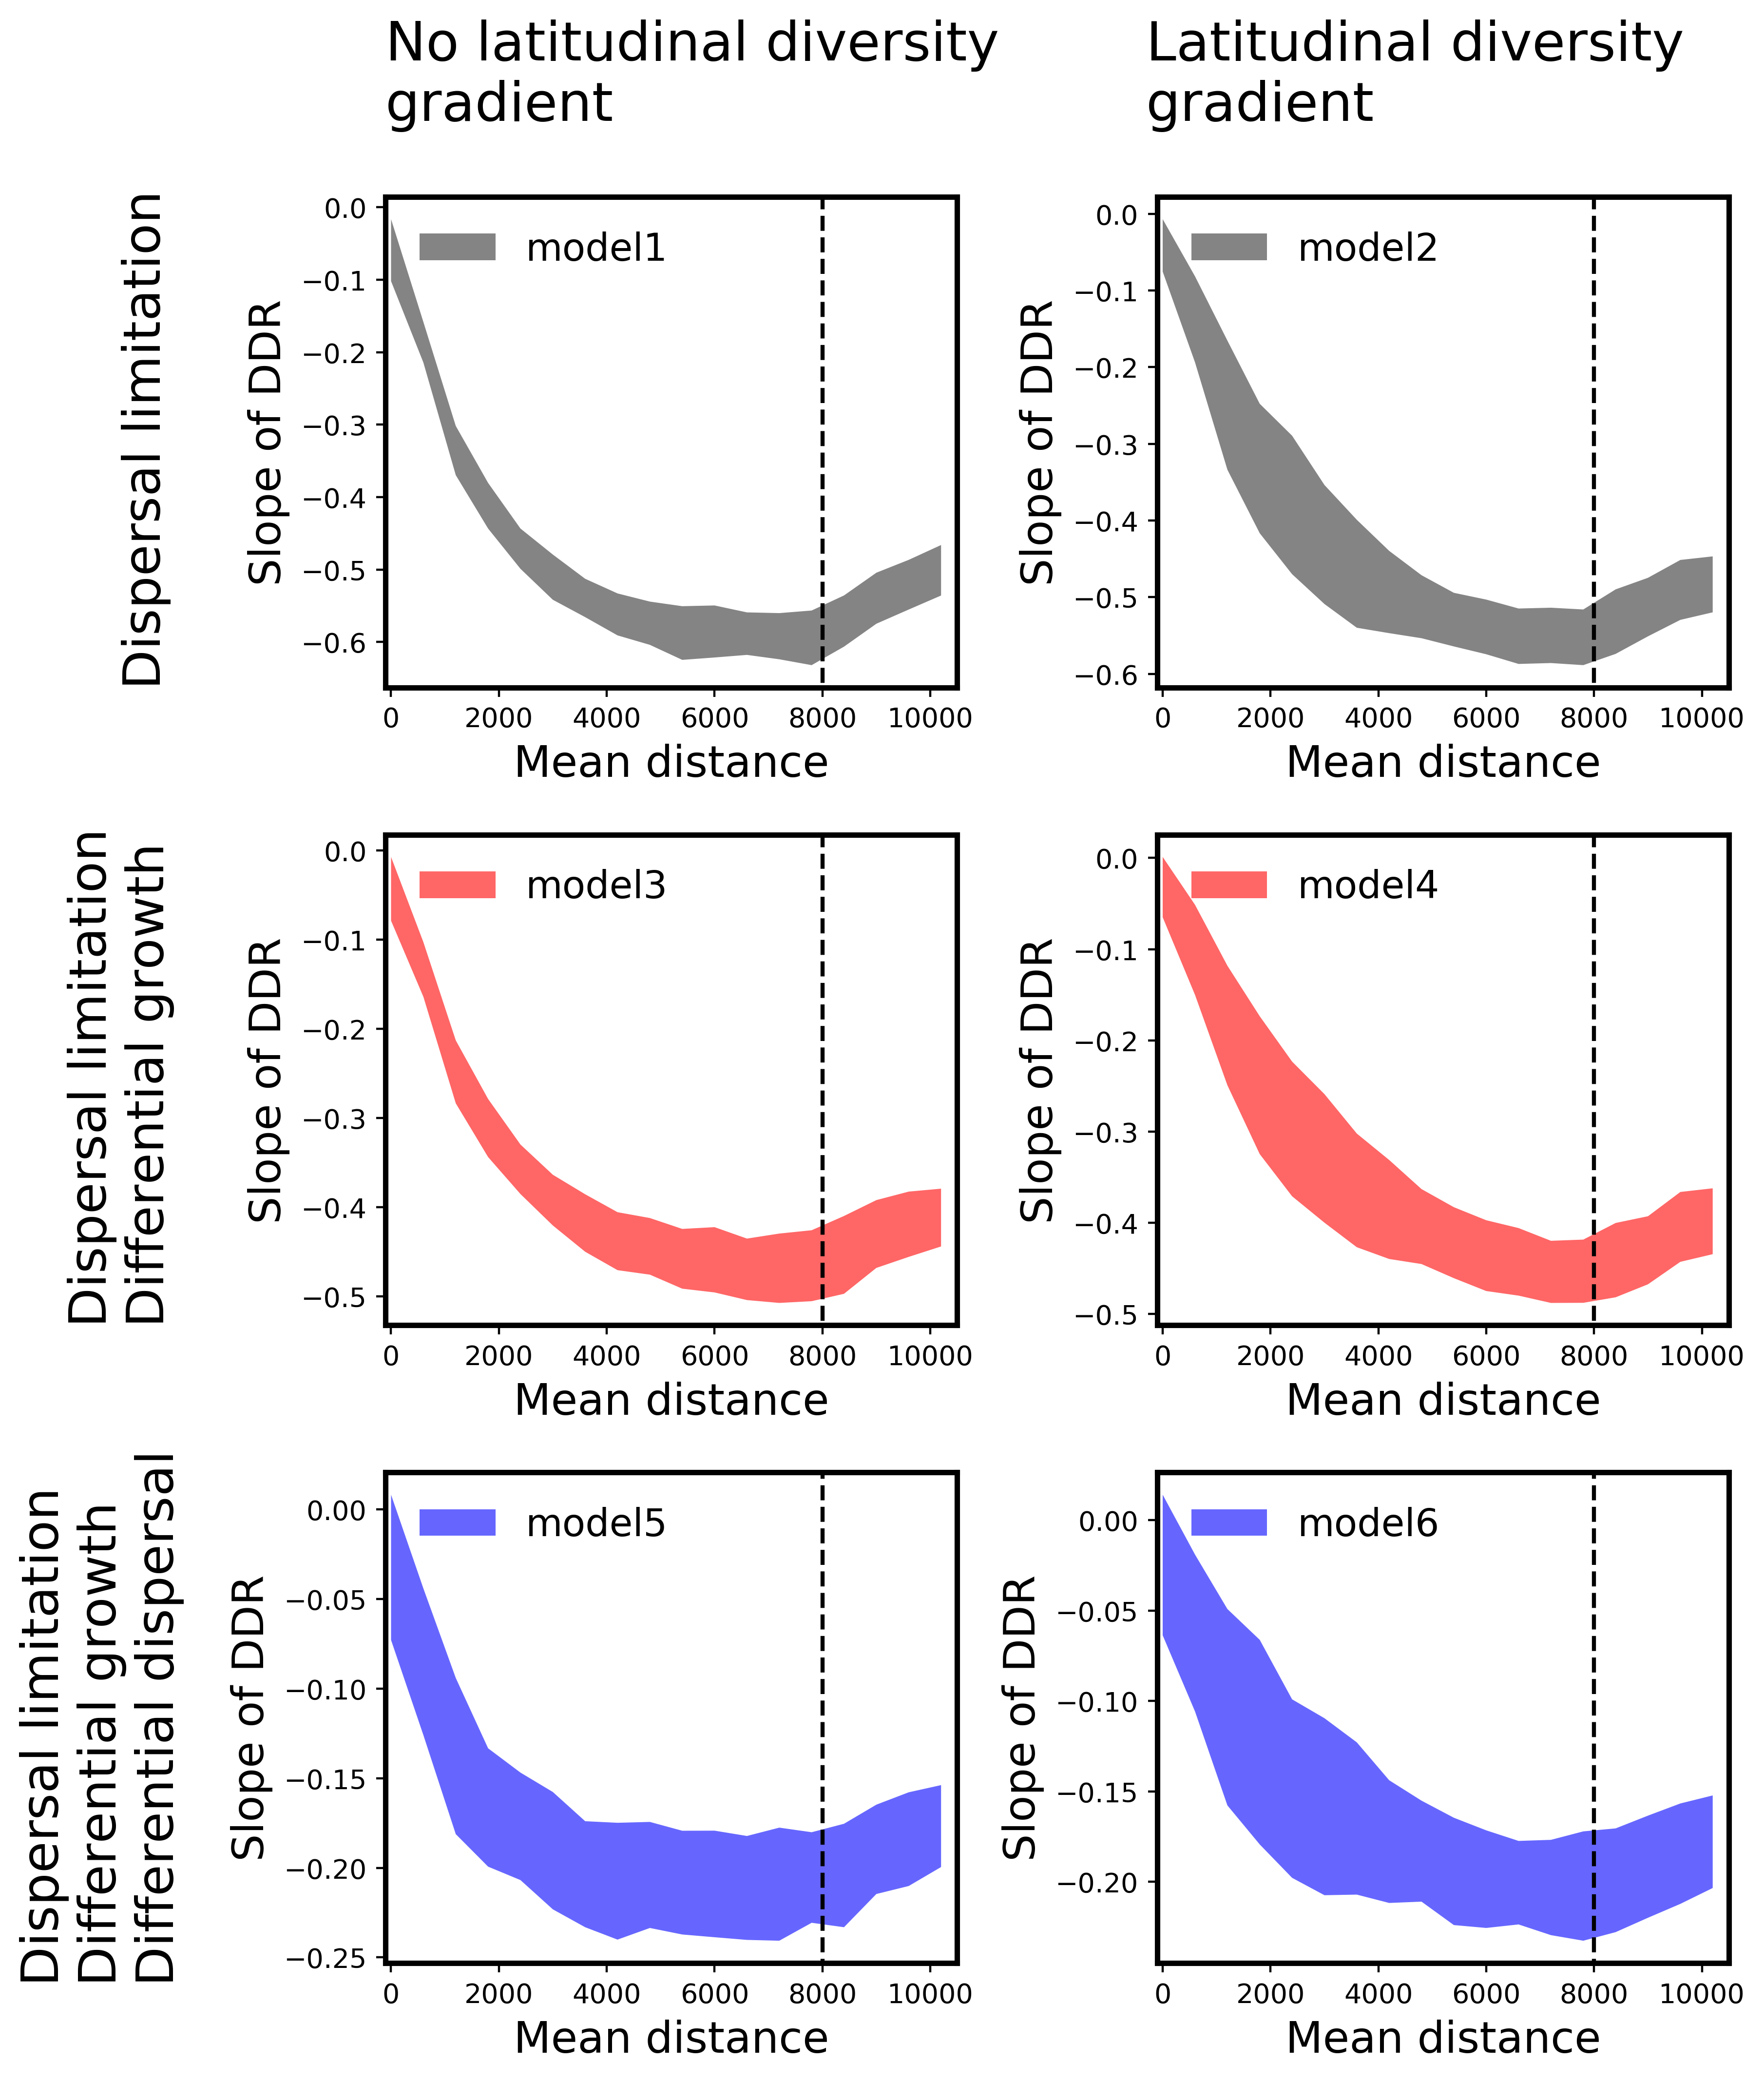 No latitudinal diversity
gradient
Latitudinal diversity
gradient
Dispersal limitation
Slope of DDR
0.0
−0.1
−0.2
−0.3
−0.4
−0.5
−0.6
model1
0 2000 4000 6000 8000 10000
Mean distance
Slope of DDR
0.0
−0.1
−0.2
−0.3
−0.4
−0.5
−0.6
model2
0 2000 4000 6000 8000 10000
Mean distance
Dispersal limitation
Differential growth
Slope of DDR
0.0
−0.1
−0.2
−0.3
−0.4
−0.5
model3
0 2000 4000 6000 8000 10000
Mean distance
Slope of DDR
0.0
−0.1
−0.2
−0.3
−0.4
−0.5
model4
0 2000 4000 6000 8000 10000
Mean distance
Dispersal limitation
Differential growth
Differential dispersal
Slope of DDR
0.00
−0.05
−0.10
−0.15
−0.20
−0.25
model5
0 2000 4000 6000 8000 10000
Mean distance
Slope of DDR
0.00
−0.05
−0.10
−0.15
−0.20
model6
0 2000 4000 6000 8000 10000
Mean distance